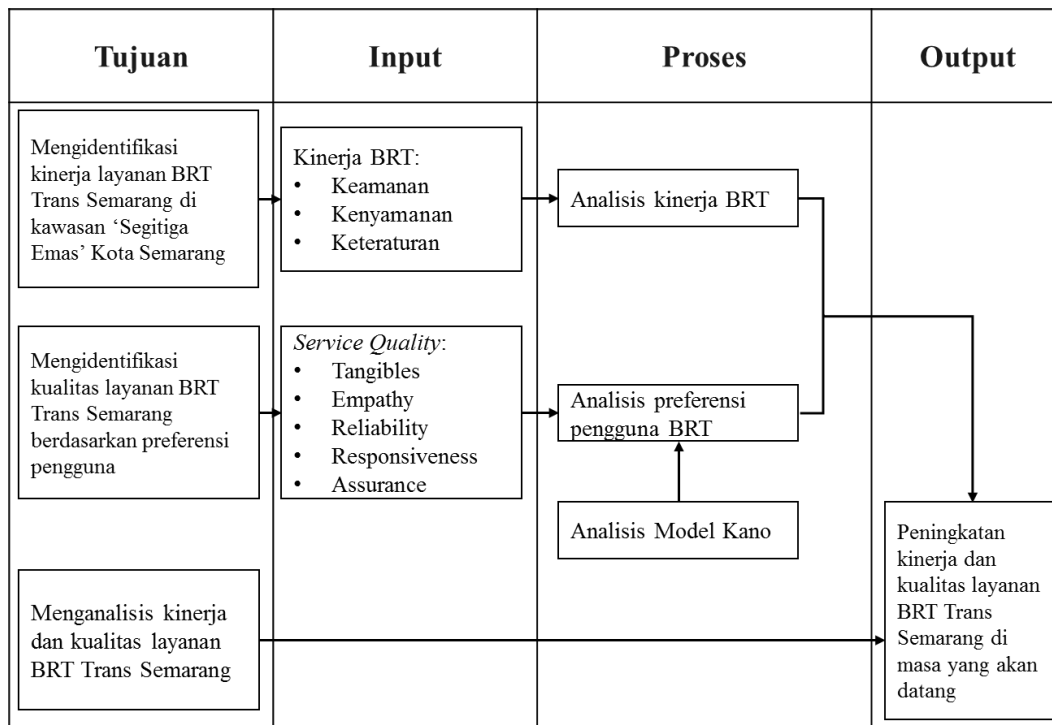 Tujuan
Input
Proses
Output
Mengidentifikasi
kinerja layanan BRT
Trans Semarang di
kawasan ‘Segitiga
Emas’ Kota Semarang
Kinerja BRT:
• Keamanan
• Kenyamanan
• Keteraturan
Analisis kinerja BRT
Mengidentifikasi
kualitas layanan BRT
Trans Semarang
berdasarkan preferensi
pengguna
Service Quality:
• Tangibles
• Empathy
• Reliability
• Responsiveness
• Assurance
Analisis preferensi
pengguna BRT
Analisis Model Kano
Menganalisis kinerja
dan kualitas layanan
BRT Trans Semarang
Peningkatan
kinerja dan
kualitas layanan
BRT Trans
Semarang di
masa yang akan
datang